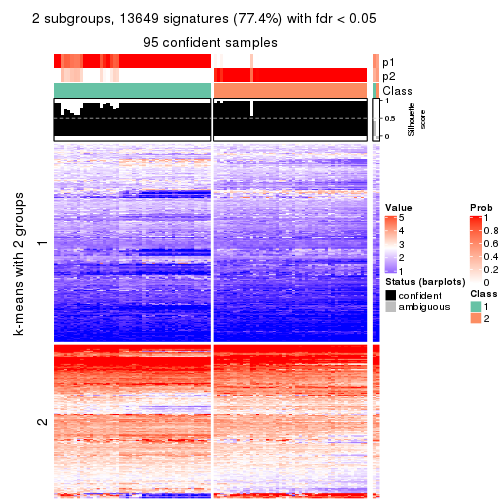 2 subgroups, 13649 signatures (77.4%) with fdr < 0.05
95 confident samples
p1
p2
Class
1
0.5
0
Silhouette
score
k-means with 2 groups
1
2
Value
5
4
3
2
1
Status (barplots)
confident
ambiguous
Prob
1
0.8
0.6
0.4
0.2
0
Class
1
2